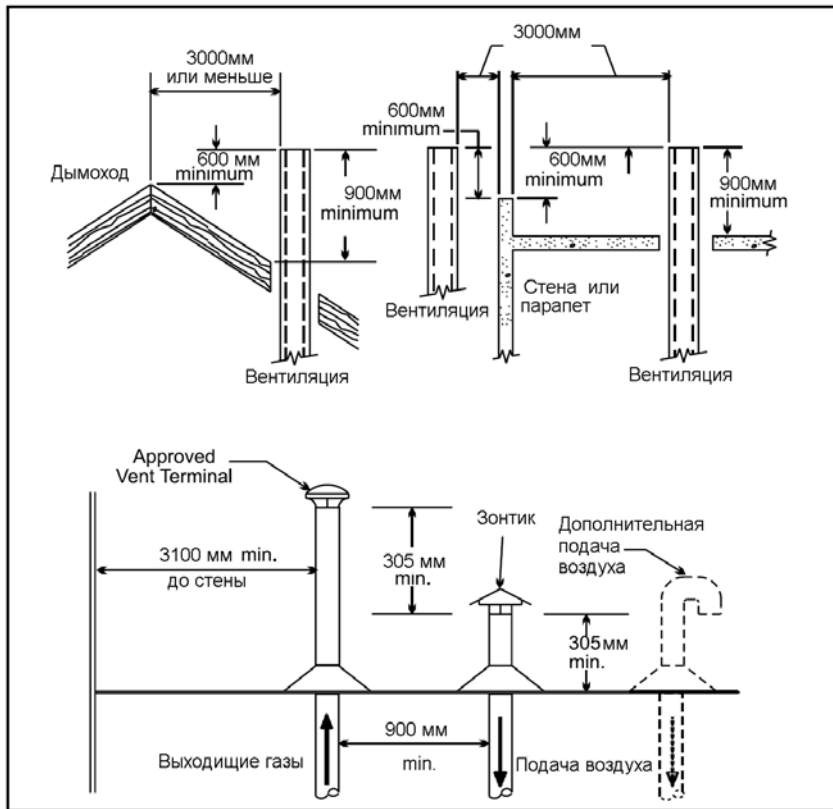 3000мм
или меньше
600 мм
minimum
Дымоход
900мм
minimum
Вентиляция
3000мм
600мм
minimum
600мм
minimum
900мм
minimum
Вентиляция
Стена или
парапет
Вентиляция
Approved
Vent Terminal
3100 мм min.
до стены
305 мм
min.
Зонтик
Дополнительная
подача
воздуха
305мм
min.
Выходищие газы
900 мм
min.
Подача воздуха